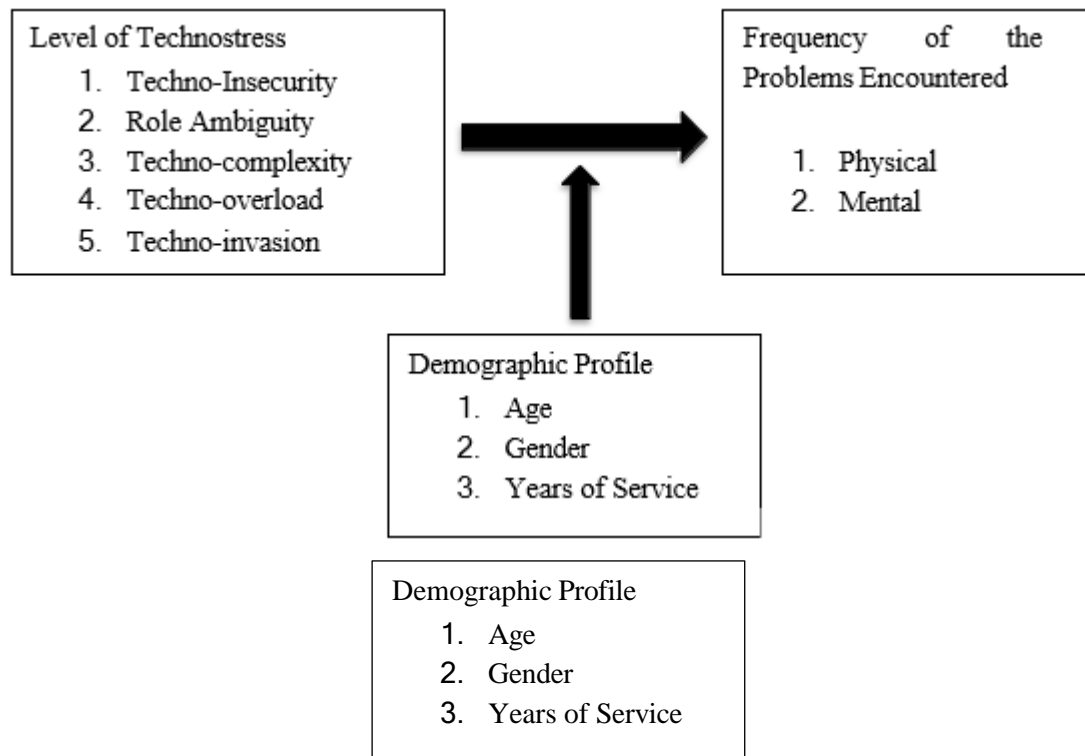 Level of Technostress
1. Techno-Insecurity
2. Role Ambiguity
3. Techno-complexity
4. Techno-overload
5. Techno-invasion
Frequency of the
Problems Encountered
1. Physical
2. Mental
Demographic Profile
1. Age
2. Gender
3. Years of Service
Demographic Profile
1. Age
2. Gender
3. Years of Service